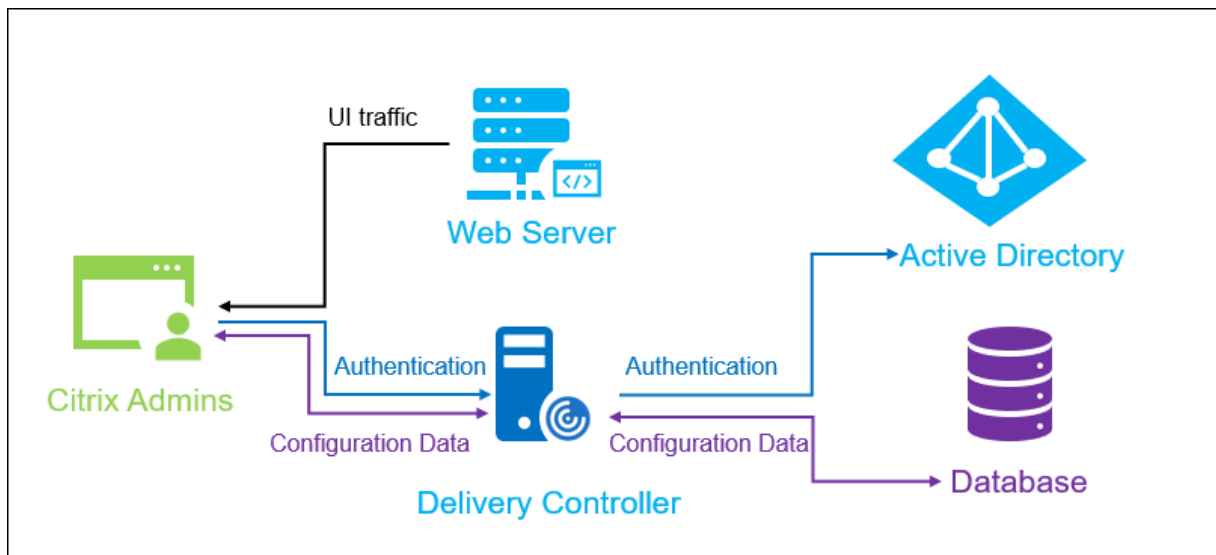 UI traffic
Web Server
Active Directory
Authentication
Authentication
Citrix Admins
Configuration Data
Configuration Data
Database
Delivery Controller